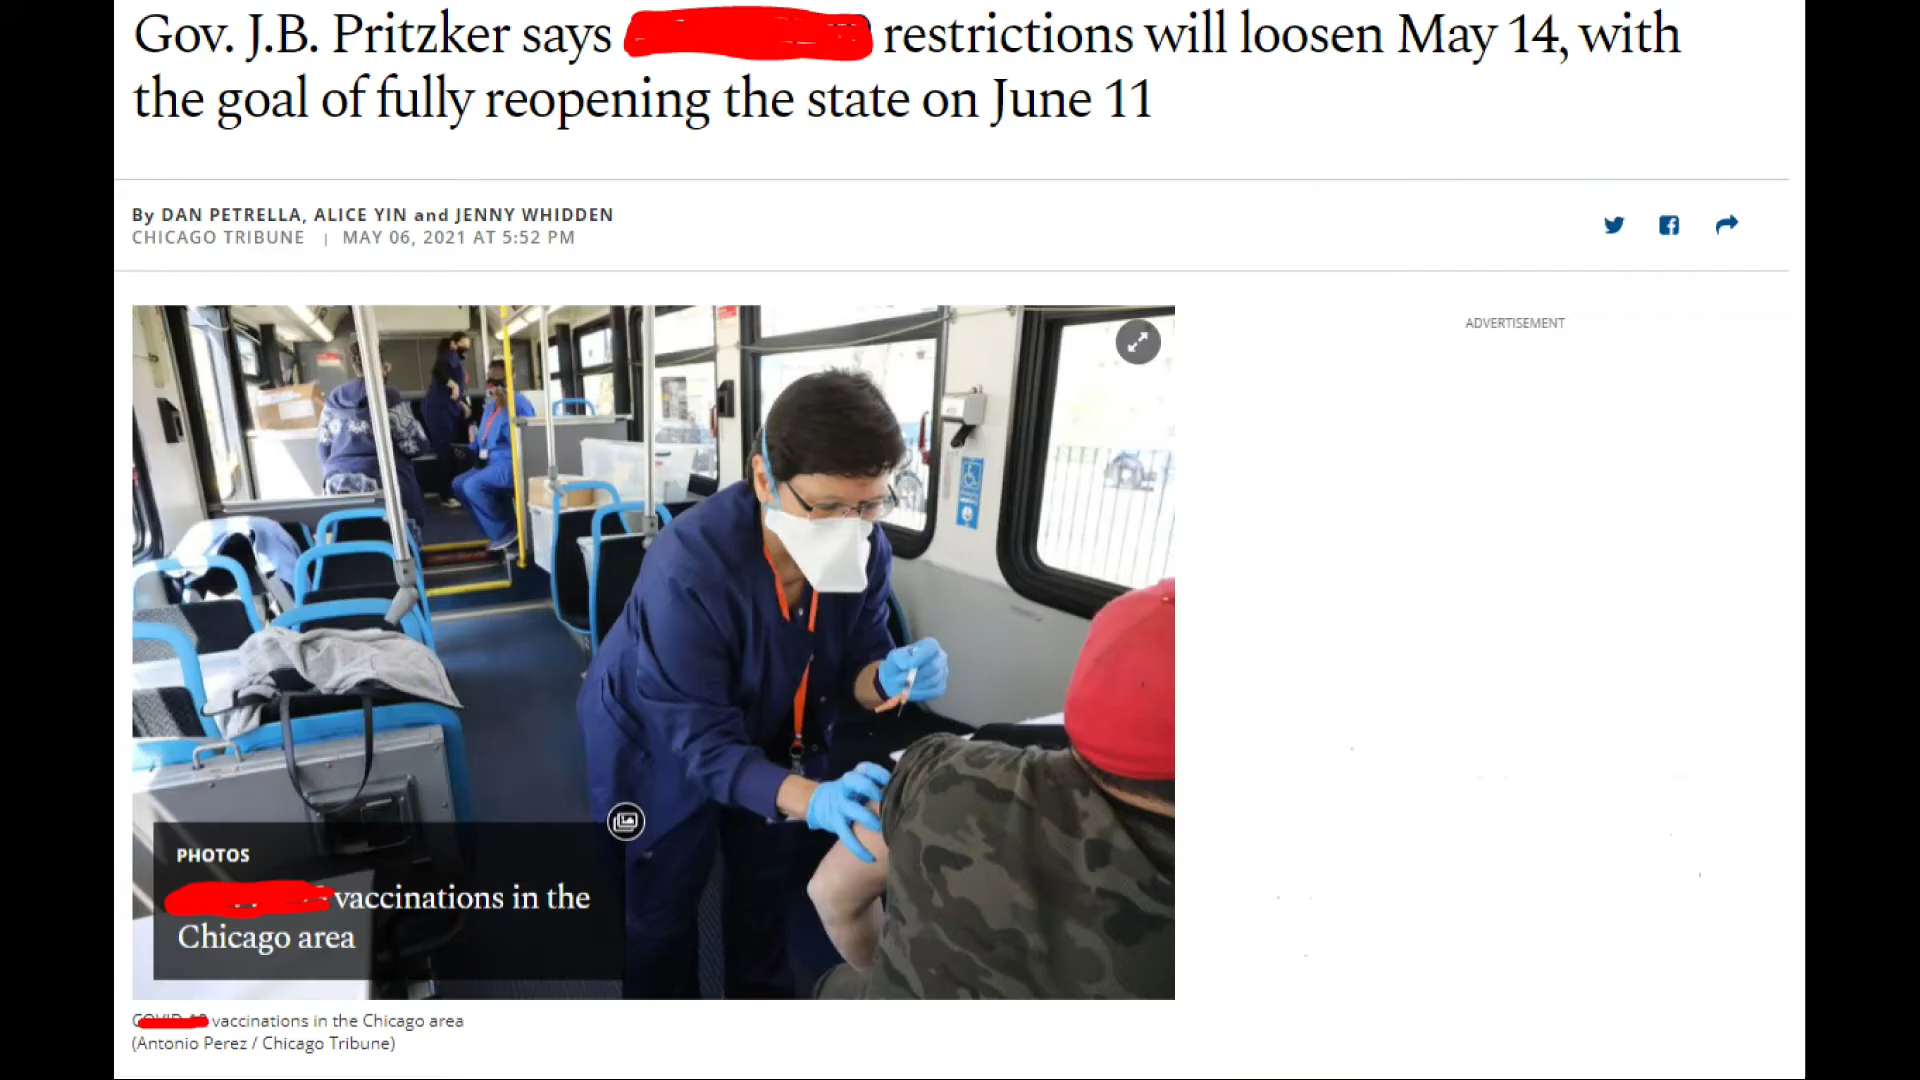 Gov. J.B. Pritzker says restrictions will loosen May 14, with
the goal of fully reopening the state on June 11
By DAN PETRELLA, ALICE YIN and JENNY WHIDDEN
CHICAGO TRIBUNE | MAY 06, 2021 AT 5:52 PM
ADVERTISEMENT
PHOTOS
vaccinations in the
Chicago area
vaccinations in the Chicago area
(Antonio Perez / Chicago Tribune)